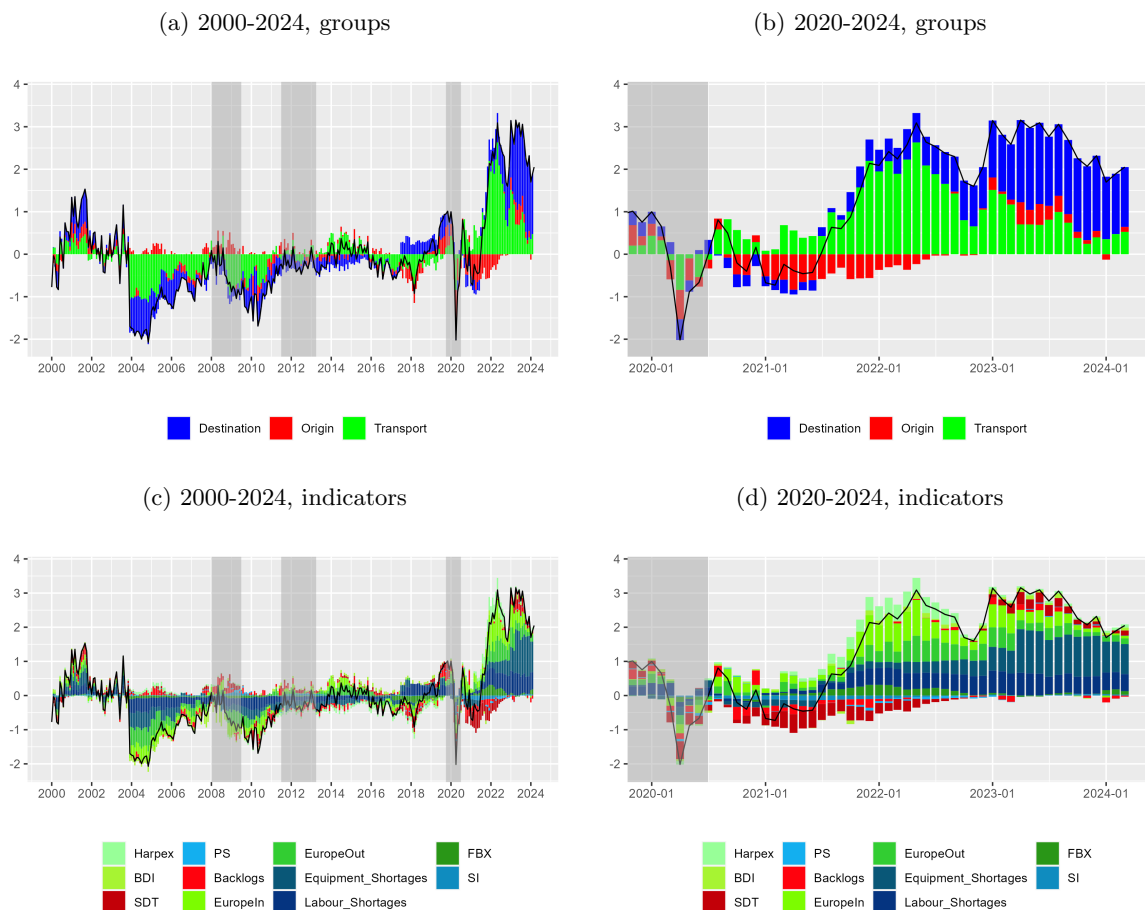 (a) 2000-2024, groups
(b) 2020-2024, groups
4
3
2
1
0
-1
-2
2000 2002 2004 2006 2008 2010 2012 2014 2016 2018 2020 2022 2024
Destination Origin Transport
4
3
2
1
0
-1
-2
2020-01 2021-01 2022-01 2023-01 2024-01
Destination Origin Transport
(c) 2000-2024, indicators
(d) 2020-2024, indicators
4
3
2
1
0
-1
-2
2000 2002 2004 2006 2008 2010 2012 2014 2016 2018 2020 2022 2024
Harpex PS EuropeOut FBX
BDI Backlogs Equipment_Shortages SI
SDT EuropeIn Labour_Shortages
4
3
2
1
0
-1
-2
2020-01 2021-01 2022-01 2023-01 2024-01
Harpex PS EuropeOut FBX
BDI Backlogs Equipment_Shortages SI
SDT EuropeIn Labour_Shortages